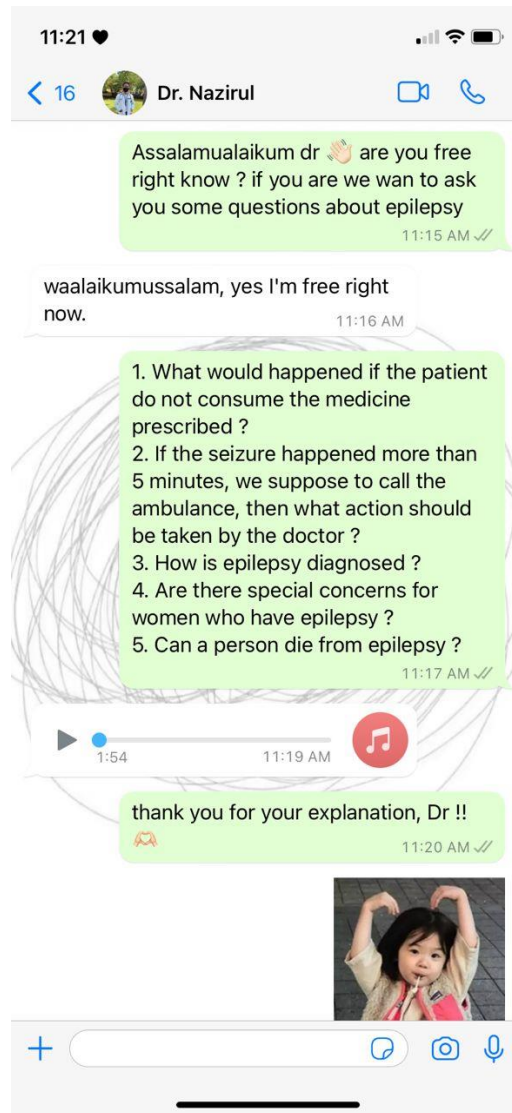 11:21
16 Dr. Nazirul
Assalamualaikum dr 👋🏻 are you free
right know ? if you are we wan to ask
you some questions about epilepsy
11:15 AM
waalaikumussalam, yes I'm free right
now.
11:16 AM
1. What would happened if the patient
do not consume the medicine
prescribed ?
2. If the seizure happened more than
5 minutes, we suppose to call the
ambulance, then what action should
be taken by the doctor ?
3. How is epilepsy diagnosed ?
4. Are there special concerns for
women who have epilepsy ?
5. Can a person die from epilepsy ?
11:17 AM
1:54 11:19 AM
thank you for your explanation, Dr !!
🫶🏻
11:20 AM